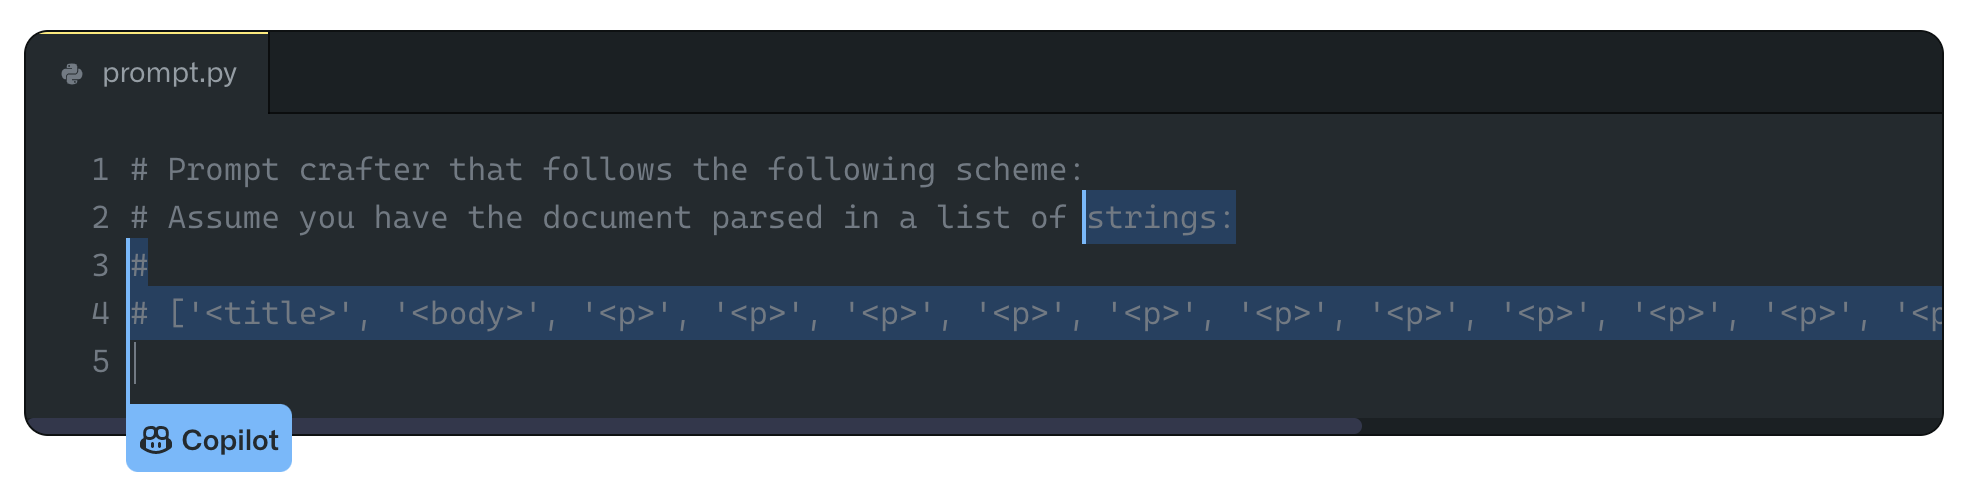 prompt.py
1 # Prompt crafter that follows the following scheme:
2 # Assume you have the document parsed in a list of strings:
3 #
4 # ['<title>', '<body>', '<p>', '<p>', '<p>', '<p>', '<p>', '<p>', '<p>', '<p>', '<p>', '<p>', '<p
5
Copilot